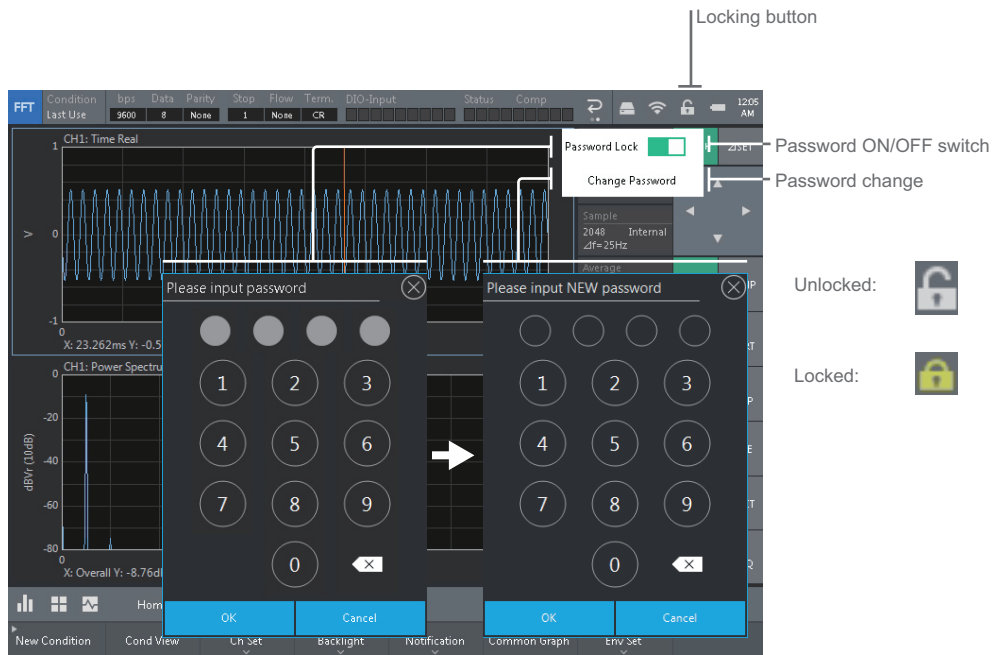 Locking button
FFT
Condition bps Data Parity Stop Flow Term. DIO-Input Status Comp
Last Use 9600 8 None 1 None CR
12:05
AM
CH1: Time Real
1
V
0
-1
0
X: 23.262ms Y: -0.5
Password Lock
Change Password
Password ON/OFF switch
Password change
Sample
2048 Internal
⊿f=25Hz
Average
Unlocked:
Locked:
CH1: Power Spectru
0
-20
-40
-60
-80
dBVr (10dB)
0
X: Overall Y: -8.76d
Please input password
1 2 3
4 5 6
7 8 9
0
OK Cancel
Please input NEW password
1 2 3
4 5 6
7 8 9
0
OK Cancel
Hom
New Condition Cond View Ch Set Backlight Notification Common Graph Env Set